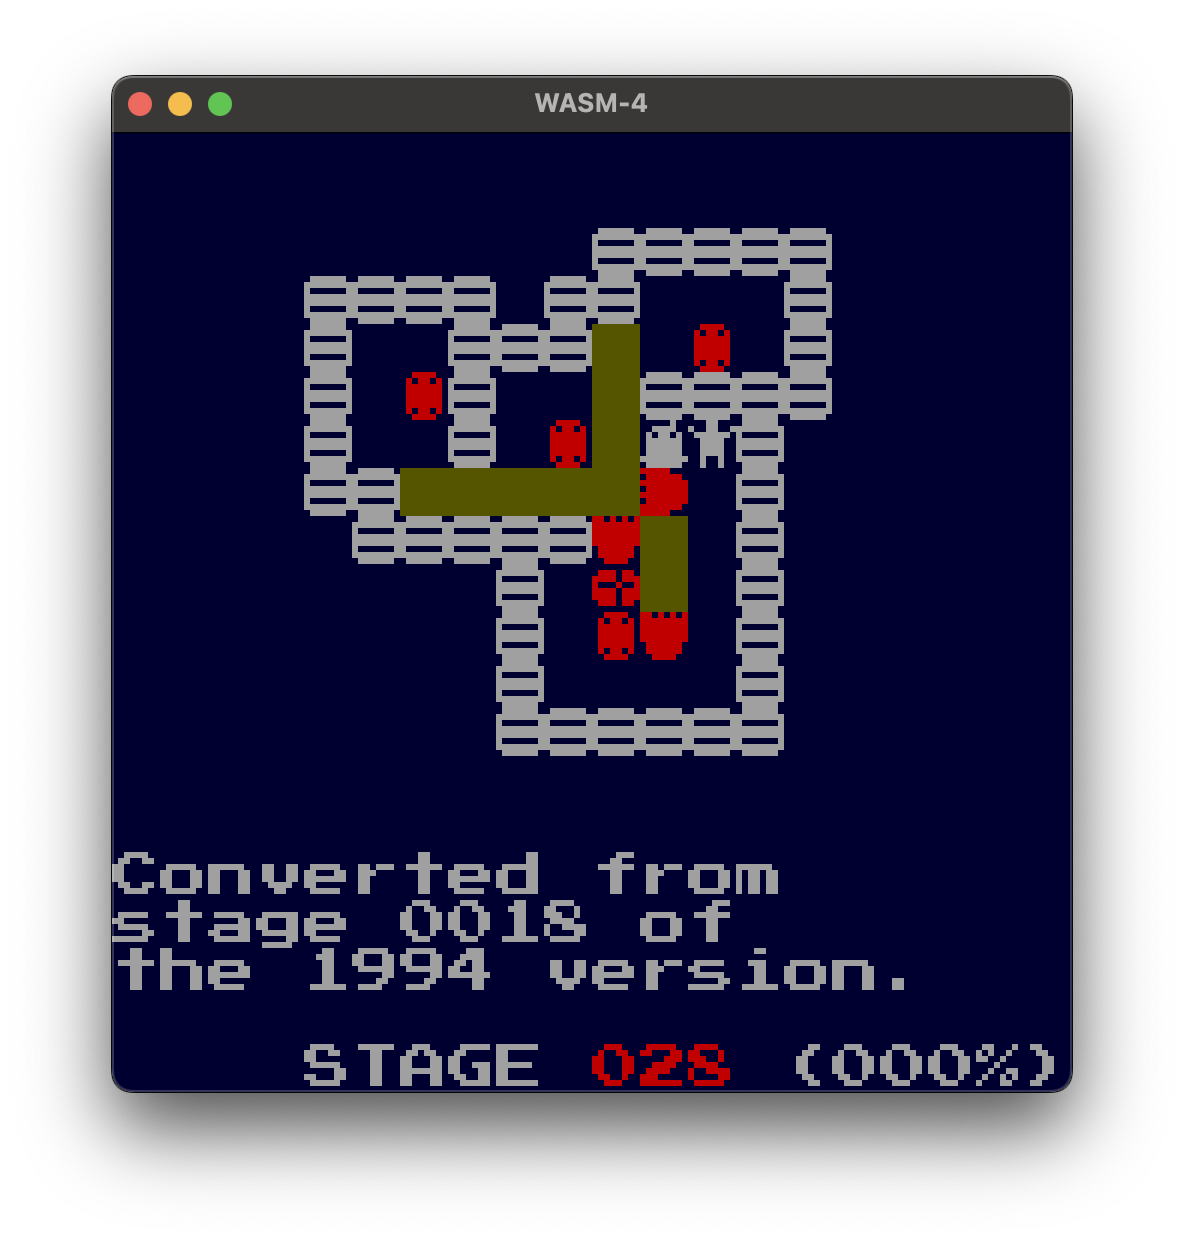 WASM-4
Converted from
stage 0018 of
the 1994 version.
STAGE 028 (000%)